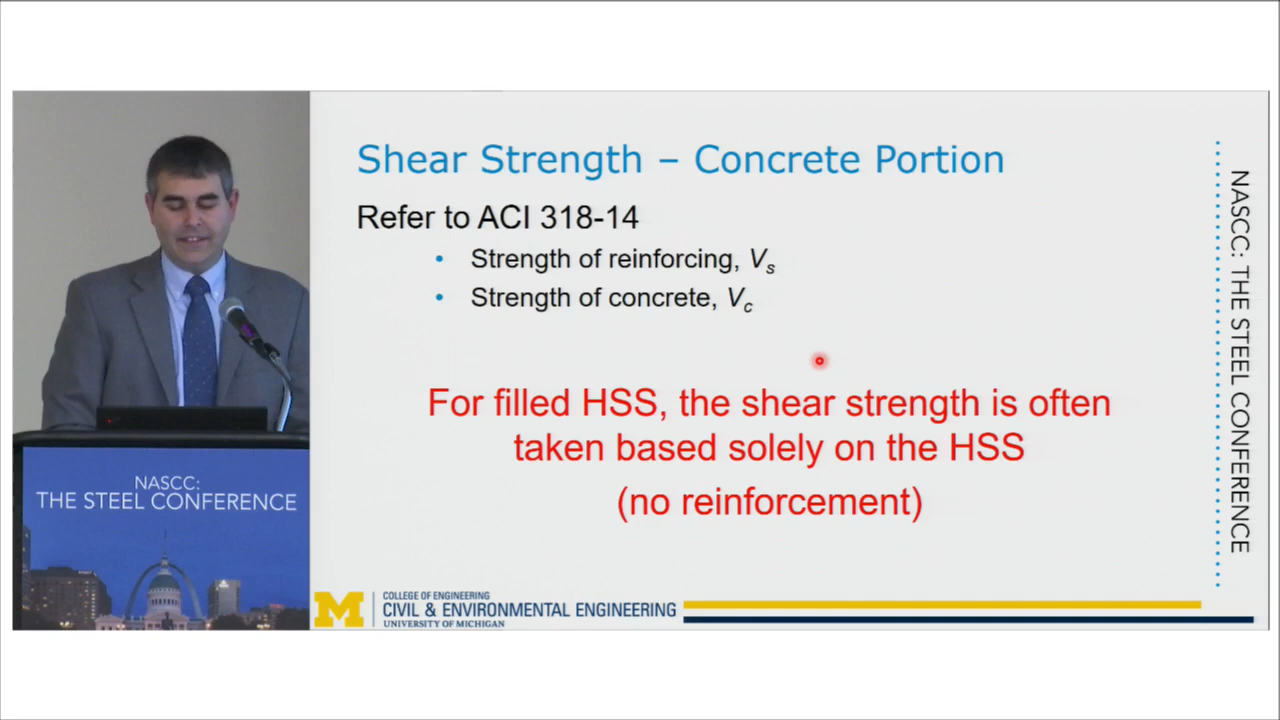 Shear Strength – Concrete Portion
Refer to ACI 318-14
• Strength of reinforcing, Vs
• Strength of concrete, Vc
For filled HSS, the shear strength is often
taken based solely on the HSS
(no reinforcement)
NASCC: THE STEEL CONFERENCE
NASCC:
THE STEEL CONFERENCE
M
COLLEGE OF ENGINEERING
CIVIL & ENVIRONMENTAL ENGINEERING
UNIVERSITY OF MICHIGAN